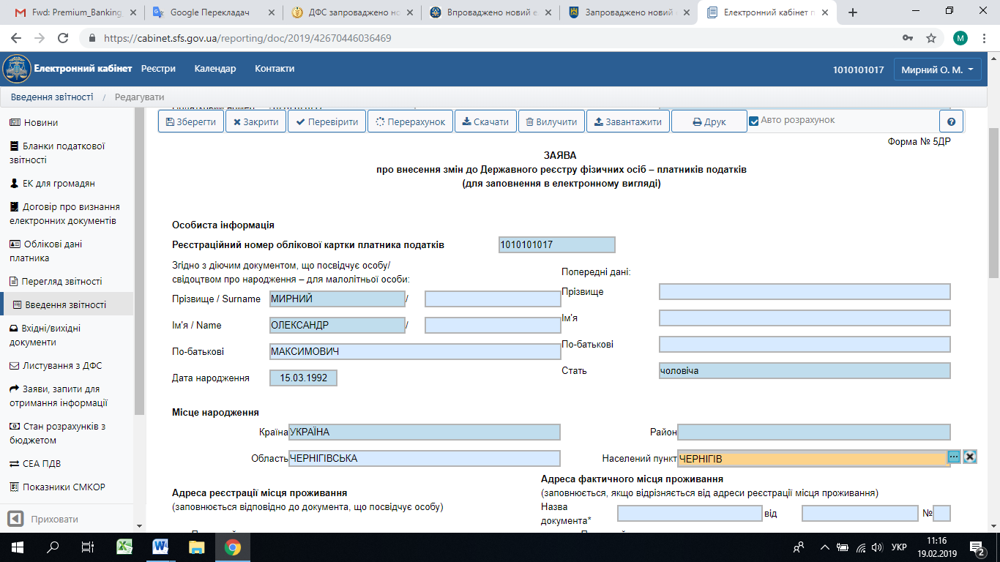 Fwd: Premium_Banking
Google Перекладач
ДФС запроваджено но
Впроваджено новий е
Запроваджено новий
Електронний кабінет п
https://cabinet.sfs.gov.ua/reporting/doc/2019/42670446036469
M
Електронний кабінет Реєстри Календар Контакти 1010101017 Мирний О. М.
Введення звітності / Редагувати
Новини
Бланки податкової
звітності
ЕК для громадян
Договір про визнання
електронних документів
Облікові дані
платника
Перегляд звітності
Введення звітності
Вхідні/вихідні
документи
Листування з ДФС
Заяви, запити для
отримання інформації
Стан розрахунків з
бюджетом
СЕА ПДВ
Показники СМКОР
Приховати
Зберегти Закрити Перевірити Перерахунок Скачати Вилучити Завантажити Друк Авто розрахунок
Форма № 5ДР
ЗАЯВА
про внесення змін до Державного реєстру фізичних осіб – платників податків
(для заповнення в електронному вигляді)
Особиста інформація
Реєстраційний номер облікової картки платника податків 1010101017
Згідно з діючим документом, що посвідчує особу/
свідоцтвом про народження – для малолітньої особи:
Попередні дані:
Прізвище / Surname МИРНИЙ / Прізвище
Ім'я / Name ОЛЕКСАНДР / Ім'я
По-батькові МАКСИМОВИЧ По-батькові
Дата народження 15.03.1992 Стать чоловіча
Місце народження
Країна УКРАЇНА Район
Область ЧЕРНІГІВСЬКА Населений пункт ЧЕРНІГІВ
Адреса реєстрації місця проживання
(заповнюється відповідно до документа, що посвідчує особу)
Адреса фактичного місця проживання
(заповнюється, якщо відрізняється від адреси реєстрації місця проживання)
Назва
документа* від №
УКР
11:16
19.02.2019
2